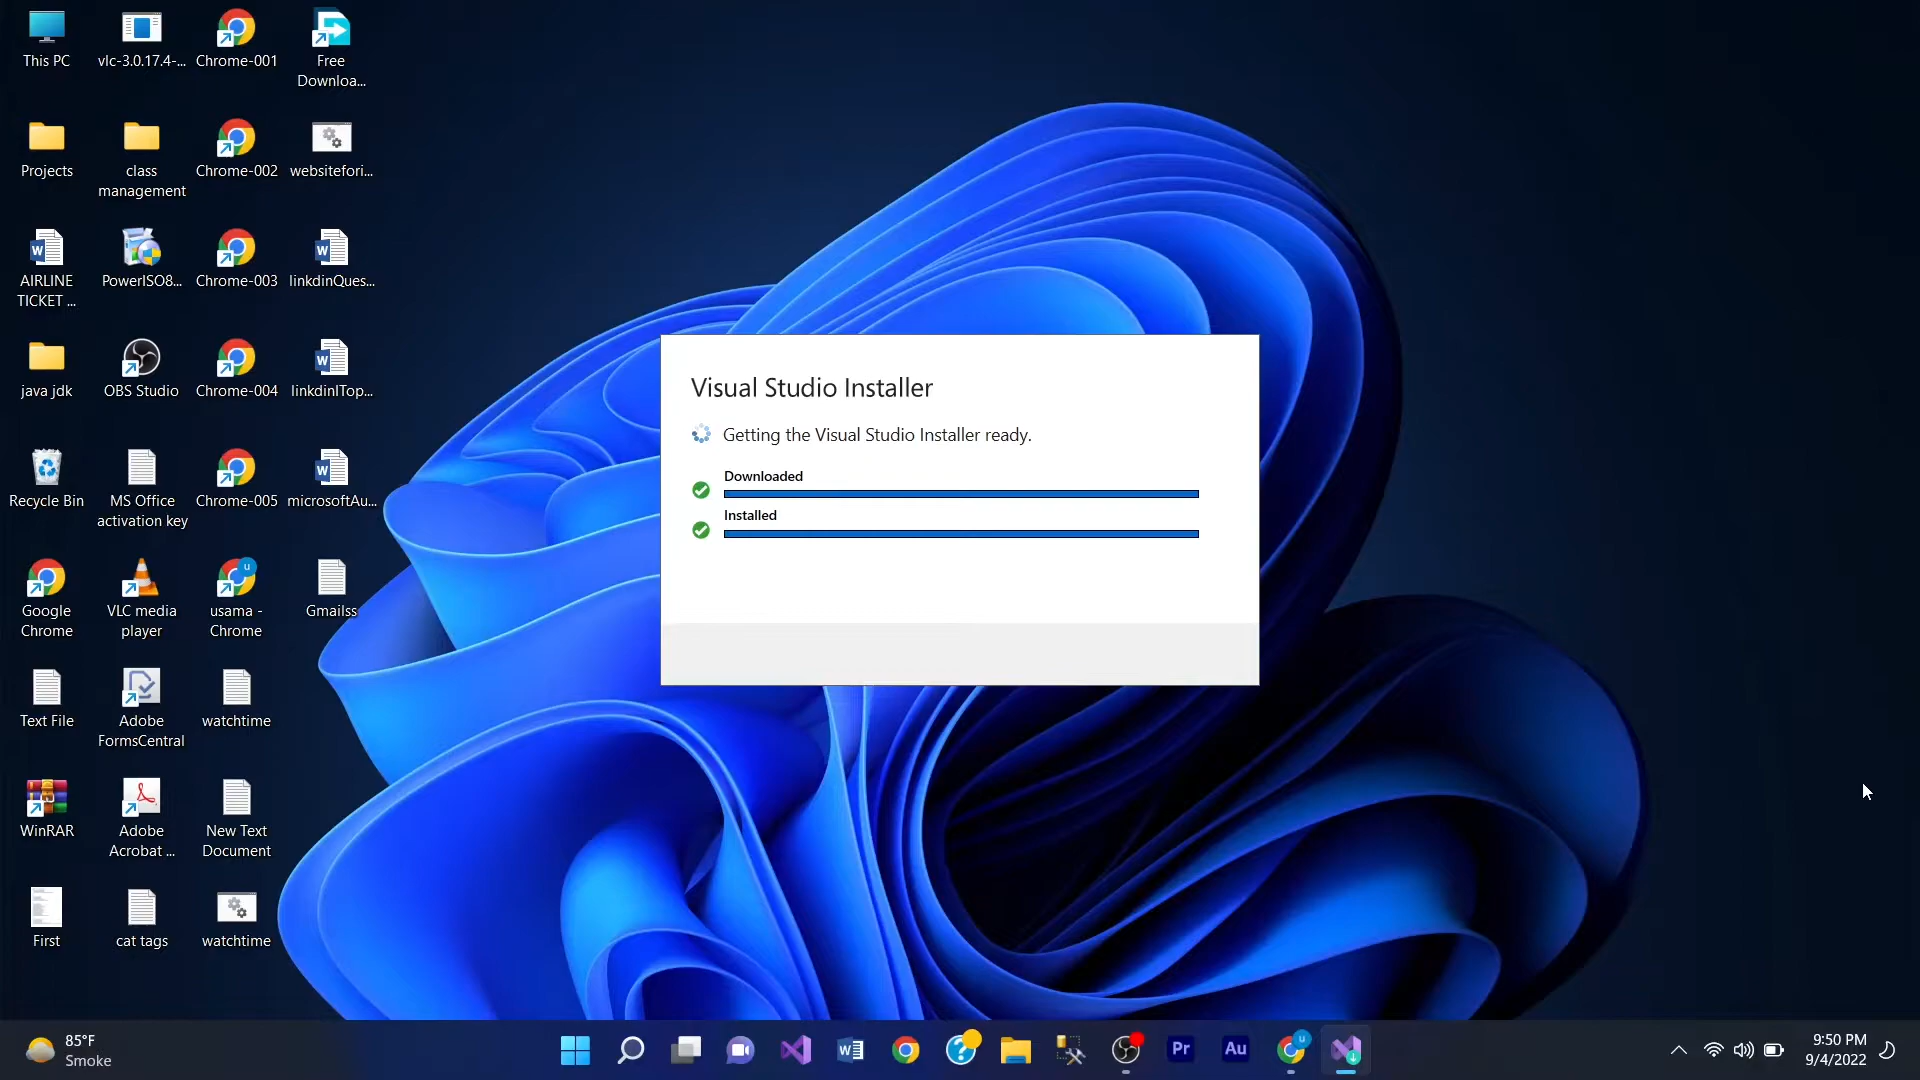 This PC
vlc-3.0.17.4-...
Chrome-001
Free
Downloa...
Projects
class
management
Chrome-002
websitefori...
AIRLINE
TICKET ...
PowerISO8...
Chrome-003
linkdinQues...
java jdk
OBS Studio
Chrome-004
linkdinITop...
Recycle Bin
MS Office
activation key
Chrome-005
microsoftAu...
Google
Chrome
VLC media
player
usama -
Chrome
Gmailss
Text File
Adobe
FormsCentral
watchtime
WinRAR
Adobe
Acrobat ...
New Text
Document
First
cat tags
watchtime
Visual Studio Installer
Getting the Visual Studio Installer ready.
Downloaded
Installed
85°F
Smoke
Pr
Au
u
9:50 PM
9/4/2022